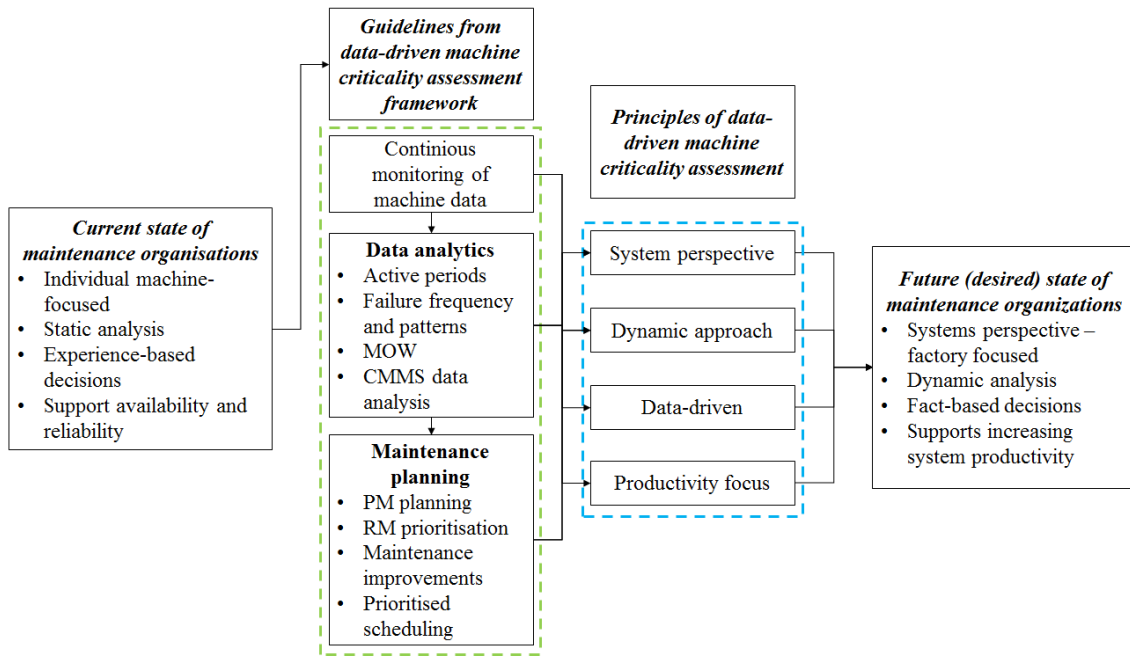 Guidelines from
data-driven machine
criticality assessment
framework
Principles of data-
driven machine
criticality assessment
Continious
monitoring of
machine data
Current state of
maintenance organisations
• Individual machine-
focused
• Static analysis
• Experience-based
decisions
• Support availability and
reliability
Data analytics
• Active periods
• Failure frequency
and patterns
• MOW
• CMMS data
analysis
Maintenance
planning
• PM planning
• RM prioritisation
• Maintenance
improvements
• Prioritised
scheduling
System perspective
Dynamic approach
Data-driven
Productivity focus
Future (desired) state of
maintenance organizations
• Systems perspective –
factory focused
• Dynamic analysis
• Fact-based decisions
• Supports increasing
system productivity